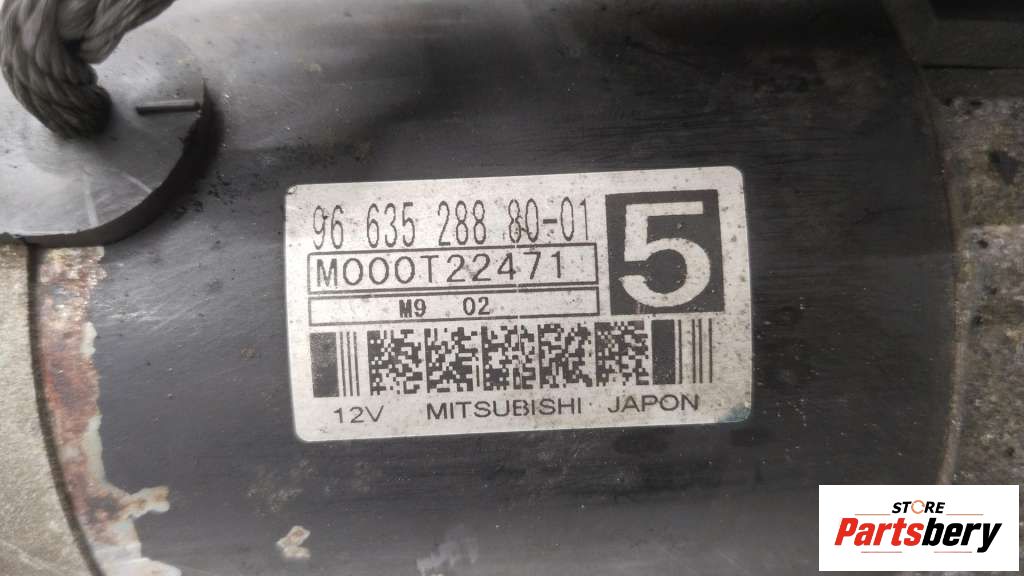 96 635 288 80-01
5
M000T22471
M9 02
12V MITSUBISHI JAPON
STORE
Partsbery